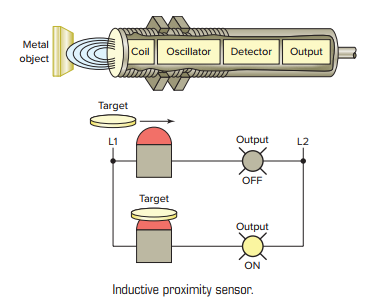 Metal
object
Coil
Oscillator
Detector
Output
Target
L1
Output
L2
OFF
Target
Output
ON
Inductive proximity sensor.